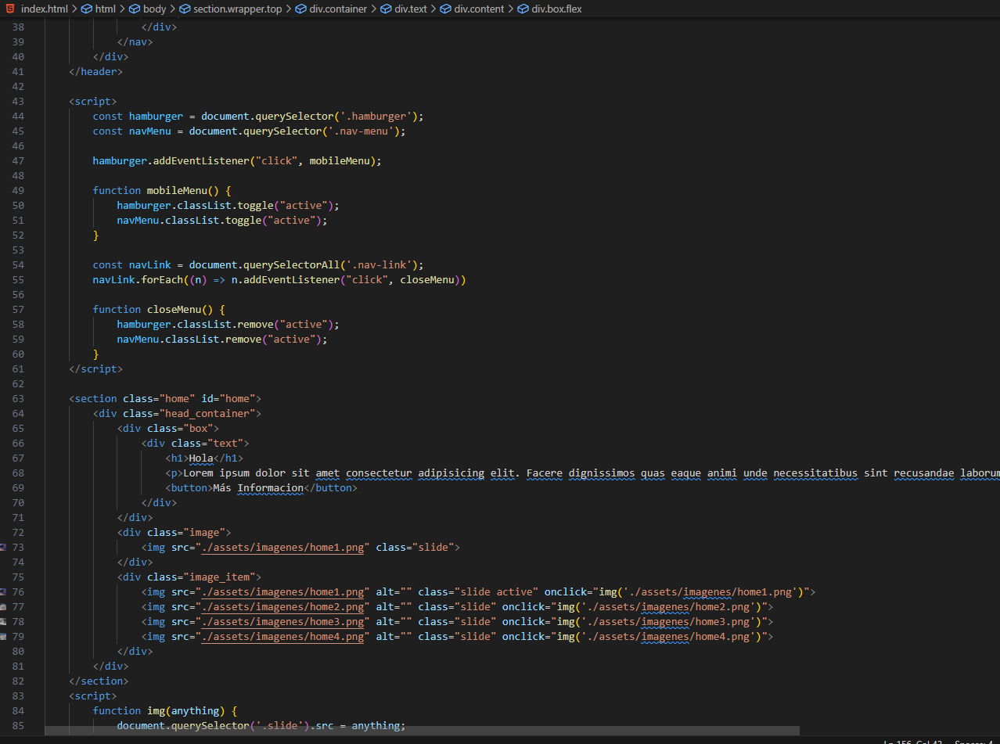 index.html > html > body > section.wrapper.top > div.container > div.text > div.content > div.box.flex
38 </div>
39 </nav>
40 </div>
41 </header>
42
43 <script>
44 const hamburger = document.querySelector('.hamburger');
45 const navMenu = document.querySelector('.nav-menu');
46
47 hamburger.addEventListener("click", mobileMenu);
48
49 function mobileMenu() {
50 hamburger.classList.toggle("active");
51 navMenu.classList.toggle("active");
52 }
53
54 const navLink = document.querySelectorAll('.nav-link');
55 navLink.forEach((n) => n.addEventListener("click", closeMenu))
56
57 function closeMenu() {
58 hamburger.classList.remove("active");
59 navMenu.classList.remove("active");
60 }
61 </script>
62
63 <section class="home" id="home">
64 <div class="head_container">
65 <div class="box">
66 <div class="text">
67 <h1>Hola</h1>
68 <p>Lorem ipsum dolor sit amet consectetur adipisicing elit. Facere dignissimos quas eaque animi unde necessitatibus sint recusandae laborum
69 <button>Más Informacion</button>
70 </div>
71 </div>
72 <div class="image">
73 <img src="./assets/imagenes/home1.png" class="slide">
74 </div>
75 <div class="image_item">
76 <img src="./assets/imagenes/home1.png" alt="" class="slide active" onclick="img('./assets/imagenes/home1.png')">
77 <img src="./assets/imagenes/home2.png" alt="" class="slide" onclick="img('./assets/imagenes/home2.png')">
78 <img src="./assets/imagenes/home3.png" alt="" class="slide" onclick="img('./assets/imagenes/home3.png')">
79 <img src="./assets/imagenes/home4.png" alt="" class="slide" onclick="img('./assets/imagenes/home4.png')">
80 </div>
81 </div>
82 </section>
83 <script>
84 function img(anything) {
85 document.querySelector('.slide').src = anything;